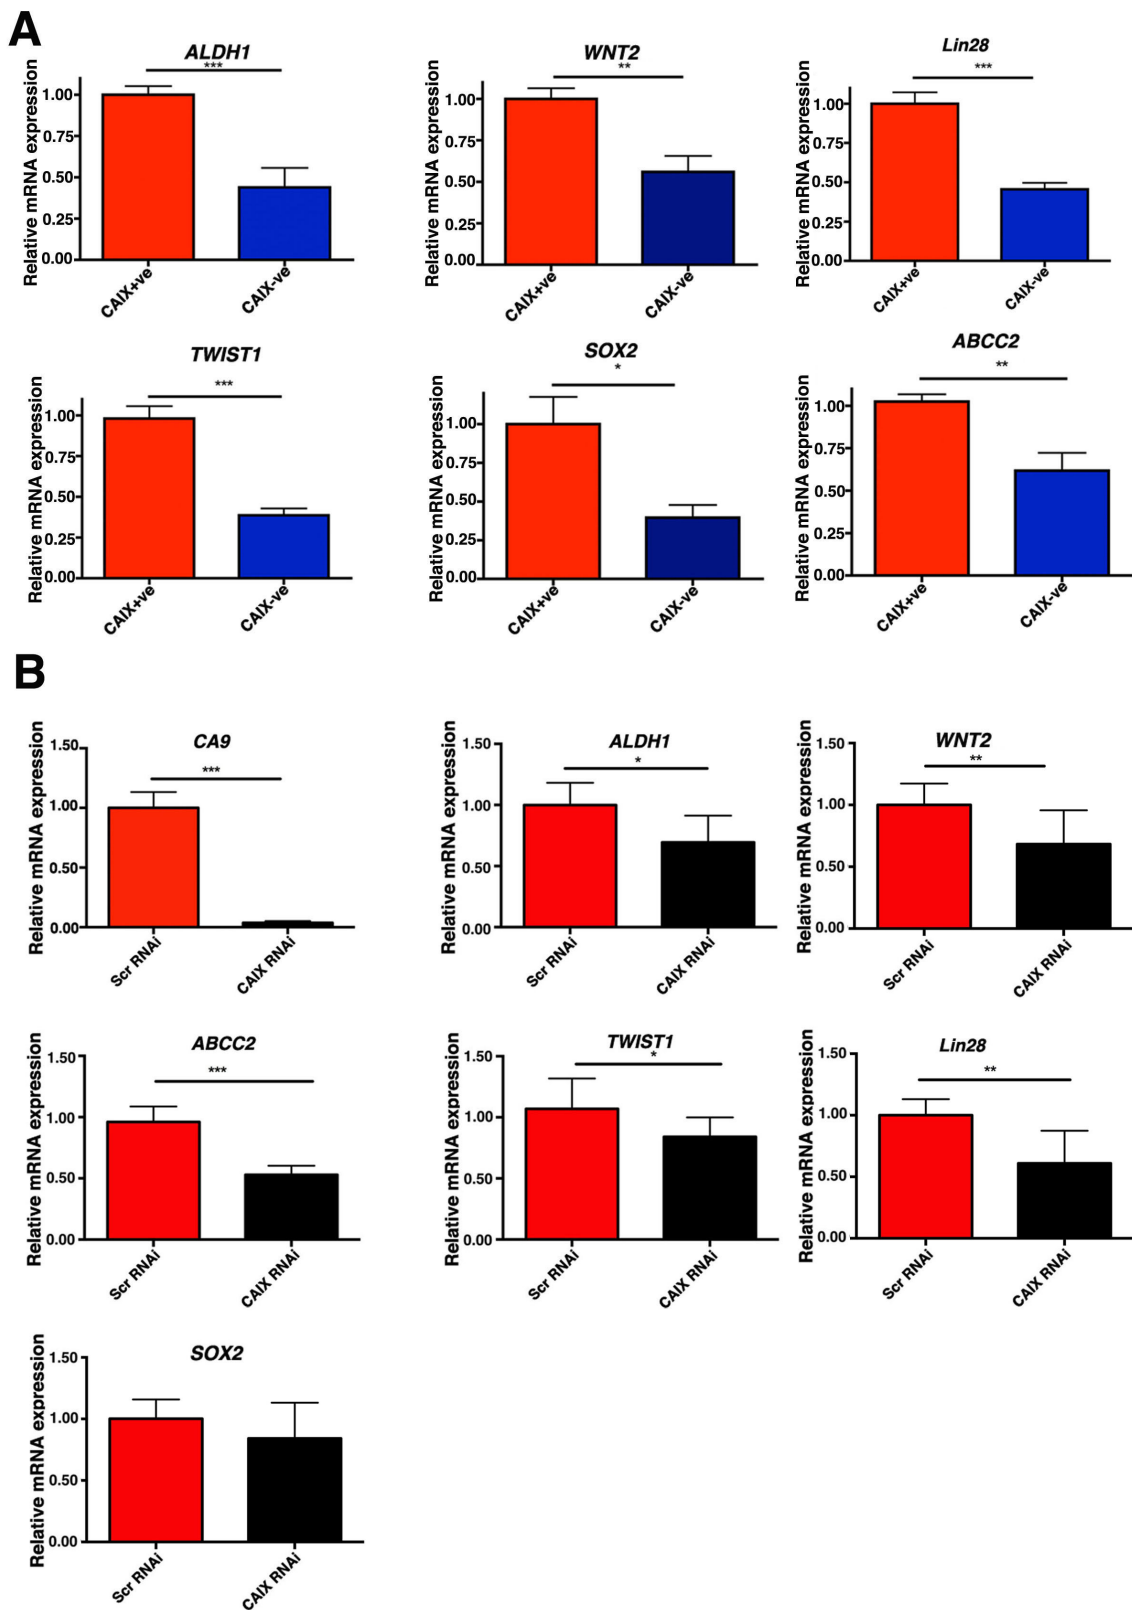 A
ALDH1
***
Relative mRNA expression
1.00
0.75
0.50
0.25
0.00
CAIX+ve
CAIX-ve
WNT2
**
Relative mRNA expression
1.00
0.75
0.50
0.25
0.00
CAIX+ve
CAIX-ve
Lin28
***
Relative mRNA expression
1.00
0.75
0.50
0.25
0.00
CAIX+ve
CAIX-ve
TWIST1
***
Relative mRNA expression
1.00
0.75
0.50
0.25
0.00
CAIX+ve
CAIX-ve
SOX2
*
Relative mRNA expression
1.00
0.75
0.50
0.25
0.00
CAIX+ve
CAIX-ve
ABCC2
**
Relative mRNA expression
1.00
0.75
0.50
0.25
0.00
CAIX+ve
CAIX-ve
B
CA9
***
Relative mRNA expression
1.50
1.00
0.50
0.00
Scr RNAi
CAIX RNAi
ALDH1
*
Relative mRNA expression
1.50
1.00
0.50
0.00
Scr RNAi
CAIX RNAi
WNT2
**
Relative mRNA expression
1.50
1.00
0.50
0.00
Scr RNAi
CAIX RNAi
ABCC2
***
Relative mRNA expression
1.50
1.00
0.50
0.00
Scr RNAi
CAIX RNAi
TWIST1
*
Relative mRNA expression
1.50
1.00
0.50
0.00
Scr RNAi
CAIX RNAi
Lin28
**
Relative mRNA expression
1.50
1.00
0.50
0.00
Scr RNAi
CAIX RNAi
SOX2
Relative mRNA expression
1.50
1.00
0.50
0.00
Scr RNAi
CAIX RNAi